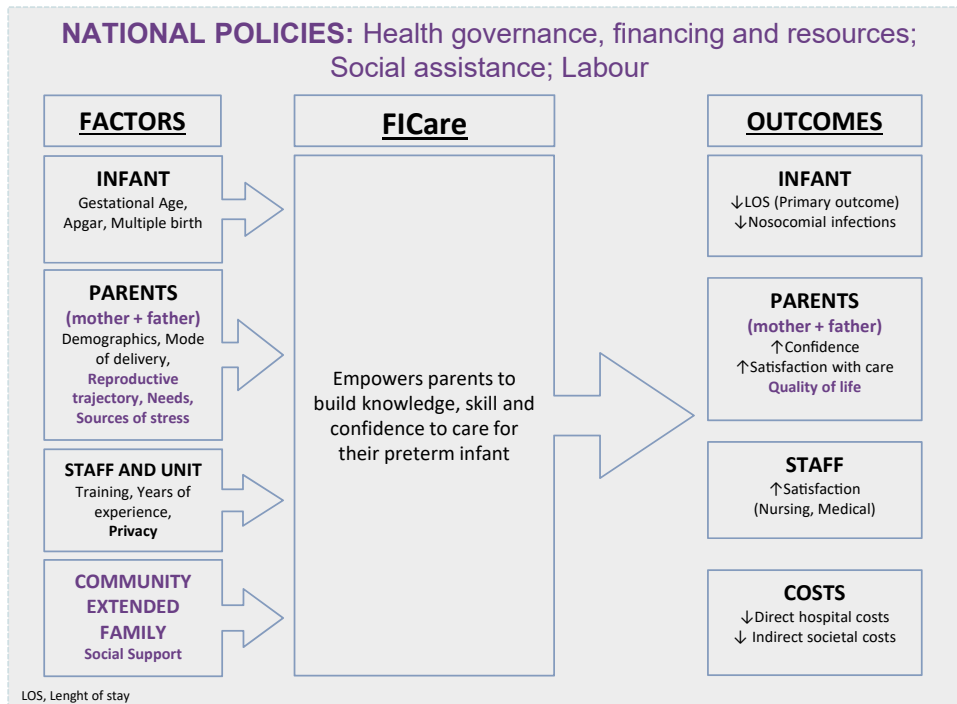 NATIONAL POLICIES: Health governance, financing and resources;
Social assistance; Labour
FACTORS
INFANT
Gestational Age,
Apgar, Multiple birth
PARENTS
(mother + father)
Demographics, Mode
of delivery,
Reproductive
trajectory, Needs,
Sources of stress
STAFF AND UNIT
Training, Years of
experience,
Privacy
COMMUNITY
EXTENDED
FAMILY
Social Support
FICare
Empowers parents to
build knowledge, skill and
confidence to care for
their preterm infant
OUTCOMES
INFANT
↓LOS (Primary outcome)
↓Nosocomial infections
PARENTS
(mother + father)
↑Confidence
↑Satisfaction with care
Quality of life
STAFF
↑Satisfaction
(Nursing, Medical)
COSTS
↓Direct hospital costs
↓ Indirect societal costs
LOS, Lenght of stay